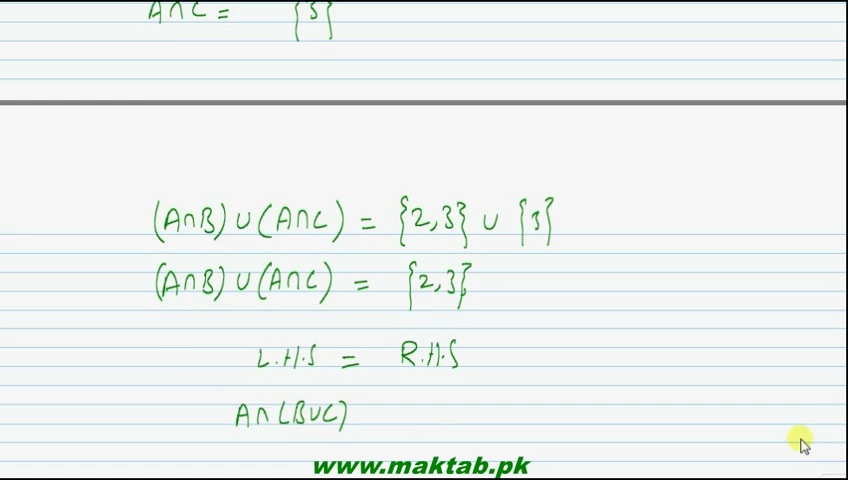 A∩C = {3}
(A∩B)∪(A∩C) = {2,3} ∪ {3}
(A∩B)∪(A∩C) = {2,3}
L.H.S = R.H.S
A∩(B∪C)
www.maktab.pk